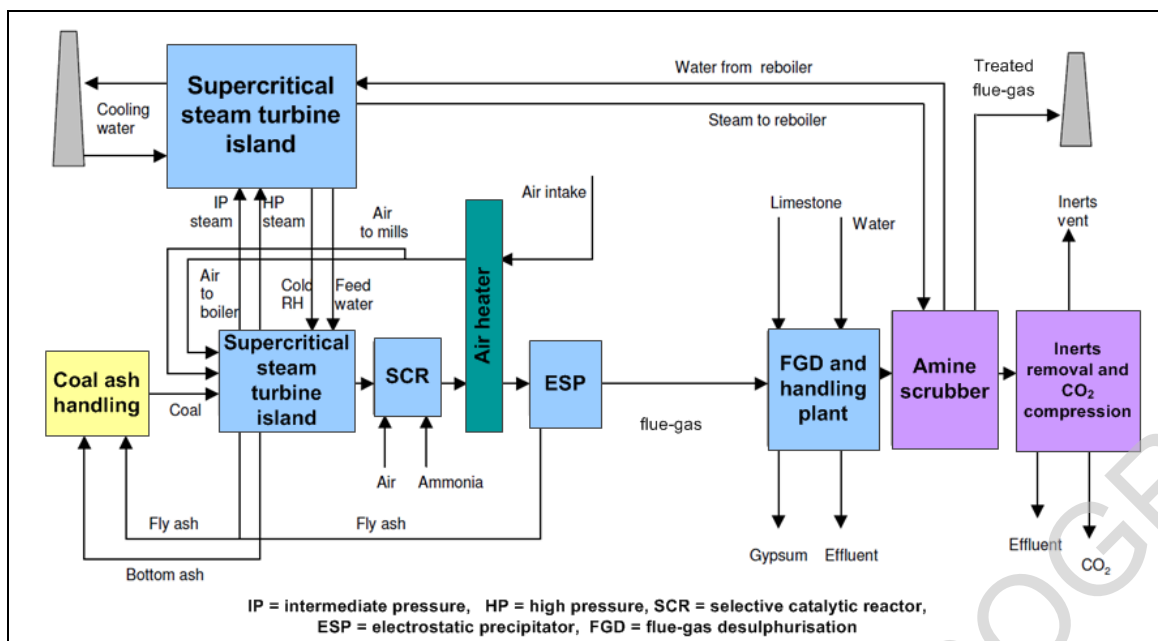 Supercritical
steam turbine
island
Cooling
water
Water from reboiler
Steam to reboiler
Treated
flue-gas
IP
steam
HP
steam
Air
to mills
Air intake
Limestone
Water
Inerts
vent
Air
to
boiler
Cold
RH
Feed
water
Air heater
Coal ash
handling
Coal
Supercritical
steam
turbine
island
SCR
ESP
flue-gas
FGD and
handling
plant
Amine
scrubber
Inerts
removal and
CO₂
compression
Air
Ammonia
Fly ash
Fly ash
Bottom ash
Gypsum
Effluent
Effluent
CO₂
IP = intermediate pressure, HP = high pressure, SCR = selective catalytic reactor,
ESP = electrostatic precipitator, FGD = flue-gas desulphurisation